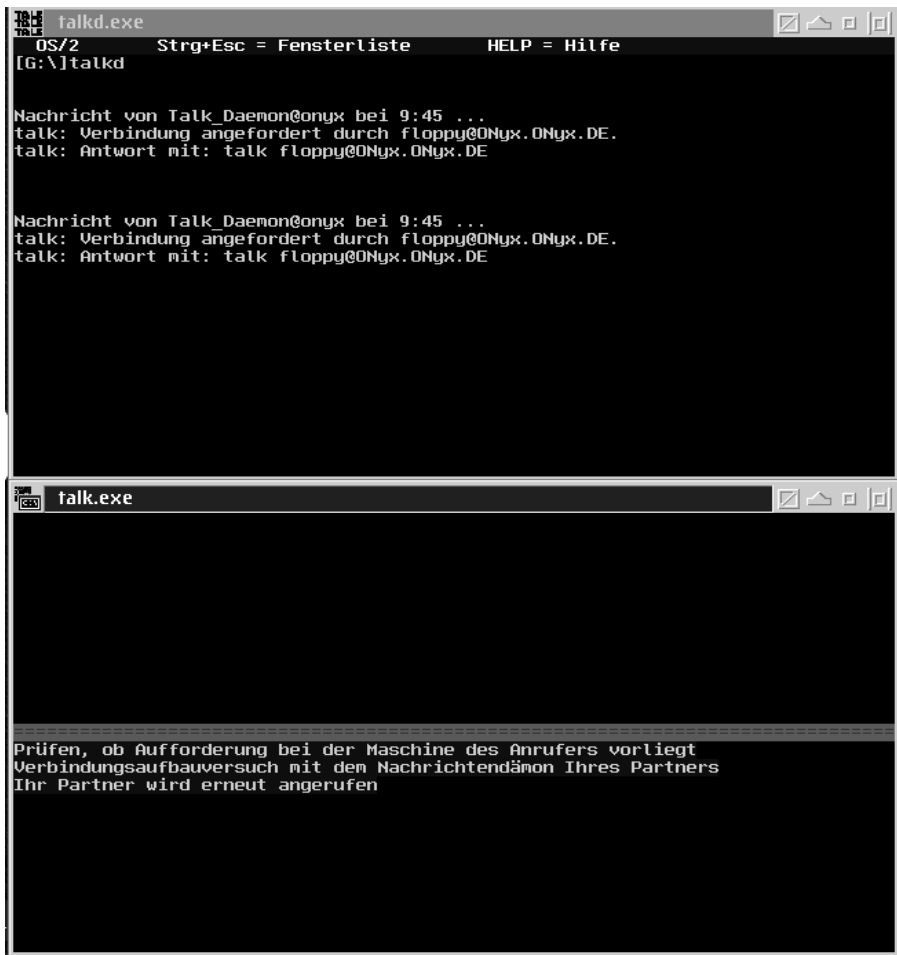 talkd.exe
OS/2 Strg+Esc = Fensterliste HELP = Hilfe
[G:\]talkd
Nachricht von Talk_Daemon@onyx bei 9:45 ...
talk: Verbindung angefordert durch floppy@ONyx.ONyx.DE.
talk: Antwort mit: talk floppy@ONyx.ONyx.DE
Nachricht von Talk_Daemon@onyx bei 9:45 ...
talk: Verbindung angefordert durch floppy@ONyx.ONyx.DE.
talk: Antwort mit: talk floppy@ONyx.ONyx.DE
talk.exe
Prüfen, ob Aufforderung bei der Maschine des Anrufers vorliegt
Verbindungsaufbauversuch mit dem Nachrichtendämon Ihres Partners
Ihr Partner wird erneut angerufen